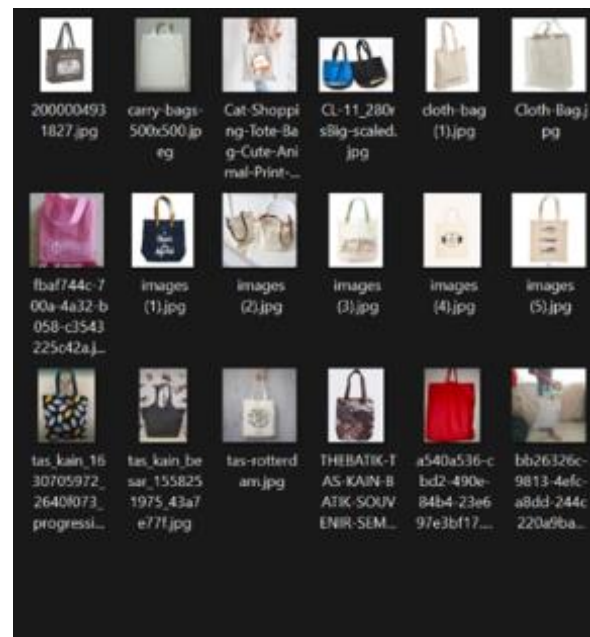 200000493
1827.jpg
carry-bags-
500x500.jp
eg
Cat-Shoppi
ng-Tote-Ba
g-Cute-Ani
mal-Print-...
CL-11_280r
sBig-scaled.
jpg
cloth-bag
(1).jpg
Cloth-Bag.j
pg
fbaf744c-7
00a-4a32-b
058-c3543
225c42a.j...
images
(1).jpg
images
(2).jpg
images
(3).jpg
images
(4).jpg
images
(5).jpg
tas_kain_16
30705972_
2640f073_
progressi...
tas_kain_be
sar_155825
1975_43a7
e77f.jpg
tas-rotterd
am.jpg
THEBATIK-T
AS-KAIN-B
ATIK-SOUV
ENIR-SEM...
a540a536-c
bd2-490e-
84b4-23e6
97e3bf17....
bb26326c-
9813-4efc-
a8dd-244c
220a9ba...